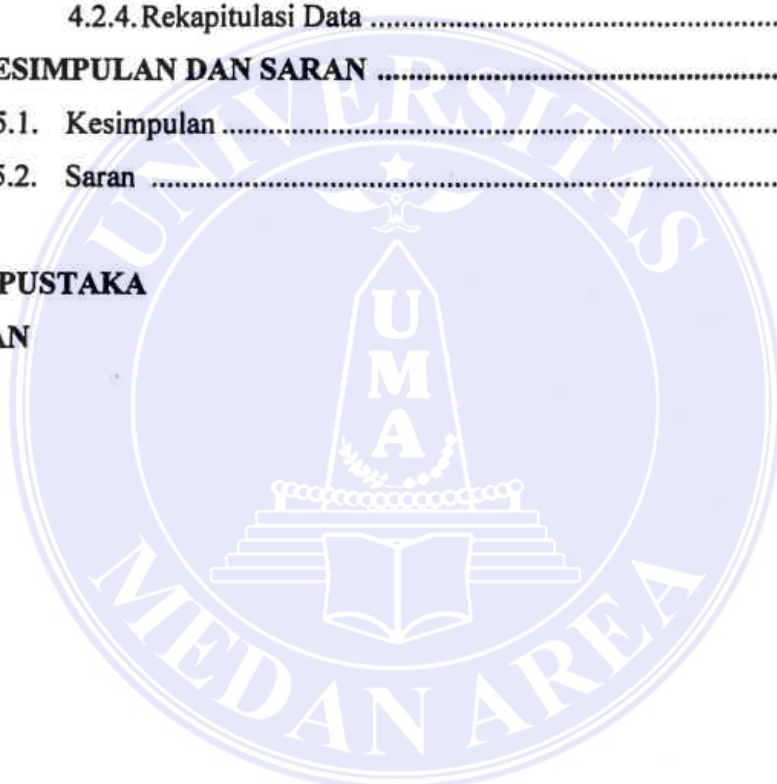 4.2.4. Rekapitulasi Data ..................................................
ESIMPULAN DAN SARAN ..................................................
5.1. Kesimpulan ..................................................
5.2. Saran ..................................................
PUSTAKA
AN
UNIVERSITAS
UMA
MEDAN AREA